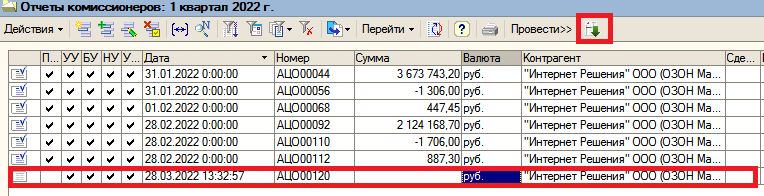 Отчеты комиссионеров: 1 квартал 2022 г.
Действия Перейти ? Провести>>
П... УУ БУ НУ У... Дата Номер Сумма Валюта Контрагент Сде...
31.01.2022 0:00:00 АЦО00044 3 673 743,20 руб. "Интернет Решения" ООО (ОЗОН Ма...
31.01.2022 0:00:00 АЦО00056 -1 306,00 руб. "Интернет Решения" ООО (ОЗОН Ма...
01.02.2022 0:00:00 АЦО00068 447,45 руб. "Интернет Решения" ООО (ОЗОН Ма...
28.02.2022 0:00:00 АЦО00092 2 124 168,70 руб. "Интернет Решения" ООО (ОЗОН Ма...
28.02.2022 0:00:00 АЦО00110 -1 706,00 руб. "Интернет Решения" ООО (ОЗОН Ма...
28.02.2022 0:00:00 АЦО00112 887,30 руб. "Интернет Решения" ООО (ОЗОН Ма...
28.03.2022 13:32:57 АЦО00120 руб. "Интернет Решения" ООО (ОЗОН Ма...